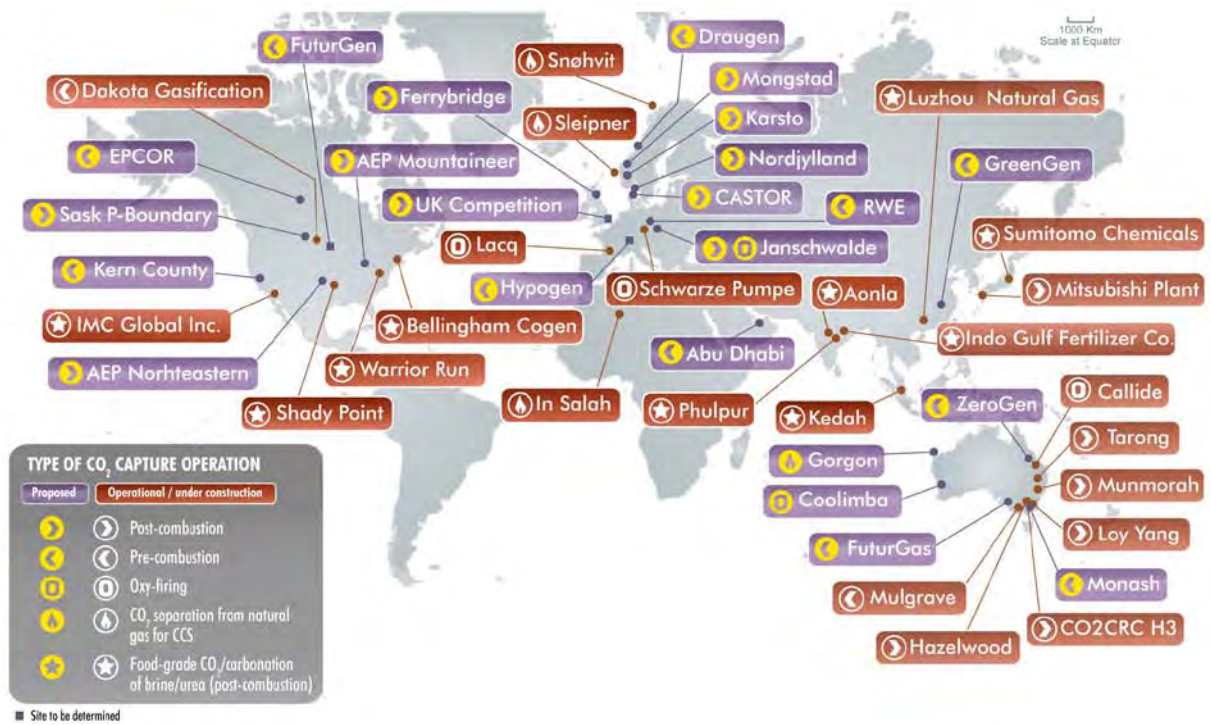 1000 Km
Scale at Equator
FuturGen
Draugen
Snøhvit
Dakota Gasification
Ferrybridge
Mongstad
Luzhou Natural Gas
Sleipner
Karsto
EPCOR
AEP Mountaineer
Nordjylland
GreenGen
Sask P-Boundary
UK Competition
CASTOR
RWE
Lacq
Janschwalde
Sumitomo Chemicals
Kern County
Hypogen
Schwarze Pumpe
Aonla
Mitsubishi Plant
IMC Global Inc.
Bellingham Cogen
Abu Dhabi
Indo Gulf Fertilizer Co.
AEP Norhteastern
Warrior Run
Shady Point
In Salah
Phulpur
Kedah
ZeroGen
Callide
Tarong
Gorgon
Munmorah
Coolimba
Loy Yang
FuturGas
Monash
Mulgrave
CO2CRC H3
Hazelwood
TYPE OF CO₂ CAPTURE OPERATION
Proposed
Operational / under construction
Post-combustion
Pre-combustion
Oxy-firing
CO₂ separation from natural
gas for CCS
Food-grade CO₂/carbonation
of brine/urea (post-combustion)
Site to be determined